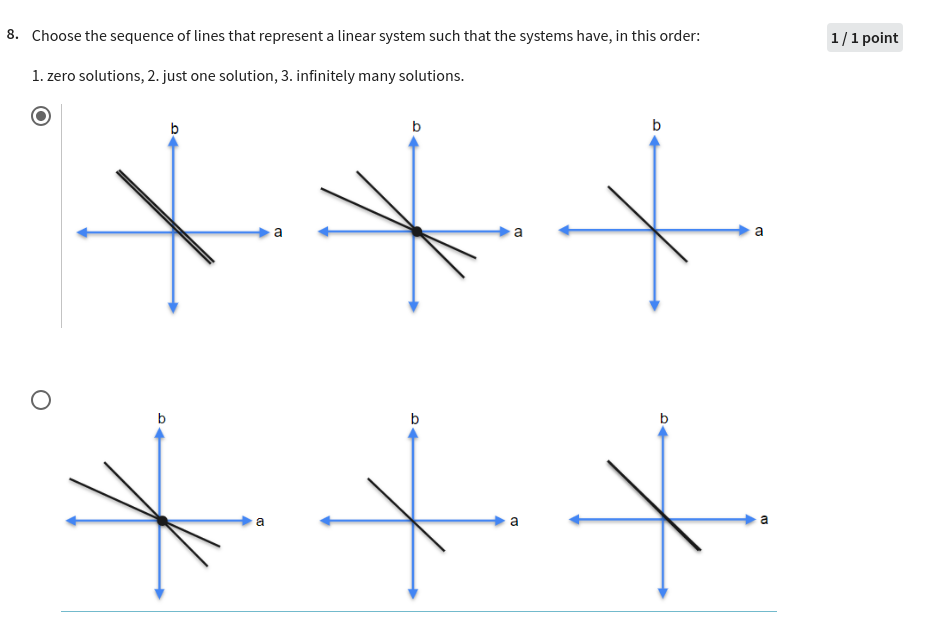 8. Choose the sequence of lines that represent a linear system such that the systems have, in this order:
1 / 1 point
1. zero solutions, 2. just one solution, 3. infinitely many solutions.
b b b
a a a
b b b
a a a